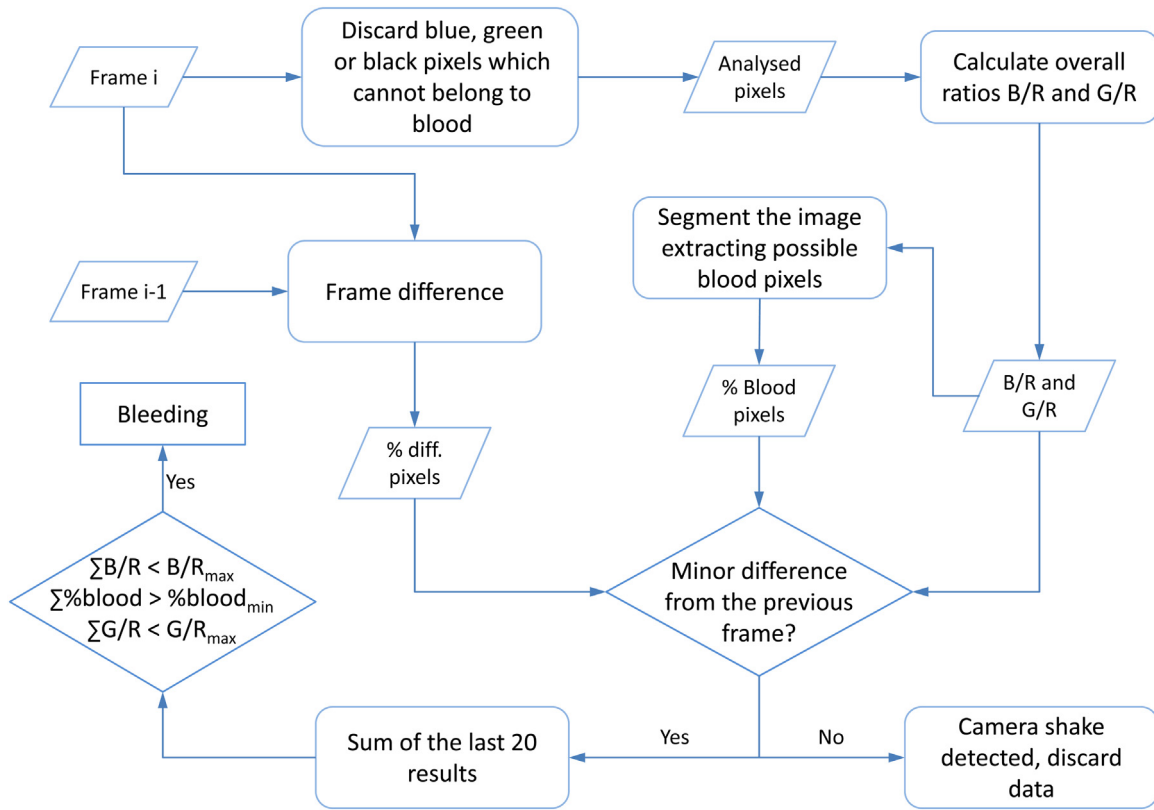 Frame i
Discard blue, green
or black pixels which
cannot belong to
blood
Analysed
pixels
Calculate overall
ratios B/R and G/R
Segment the image
extracting possible
blood pixels
Frame i-1
Frame difference
B/R and
G/R
% Blood
pixels
Bleeding
% diff.
pixels
Yes
∑B/R < B/Rmax
∑%blood > %bloodmin
∑G/R < G/Rmax
Minor difference
from the previous
frame?
Sum of the last 20
results
Yes
No
Camera shake
detected, discard
data